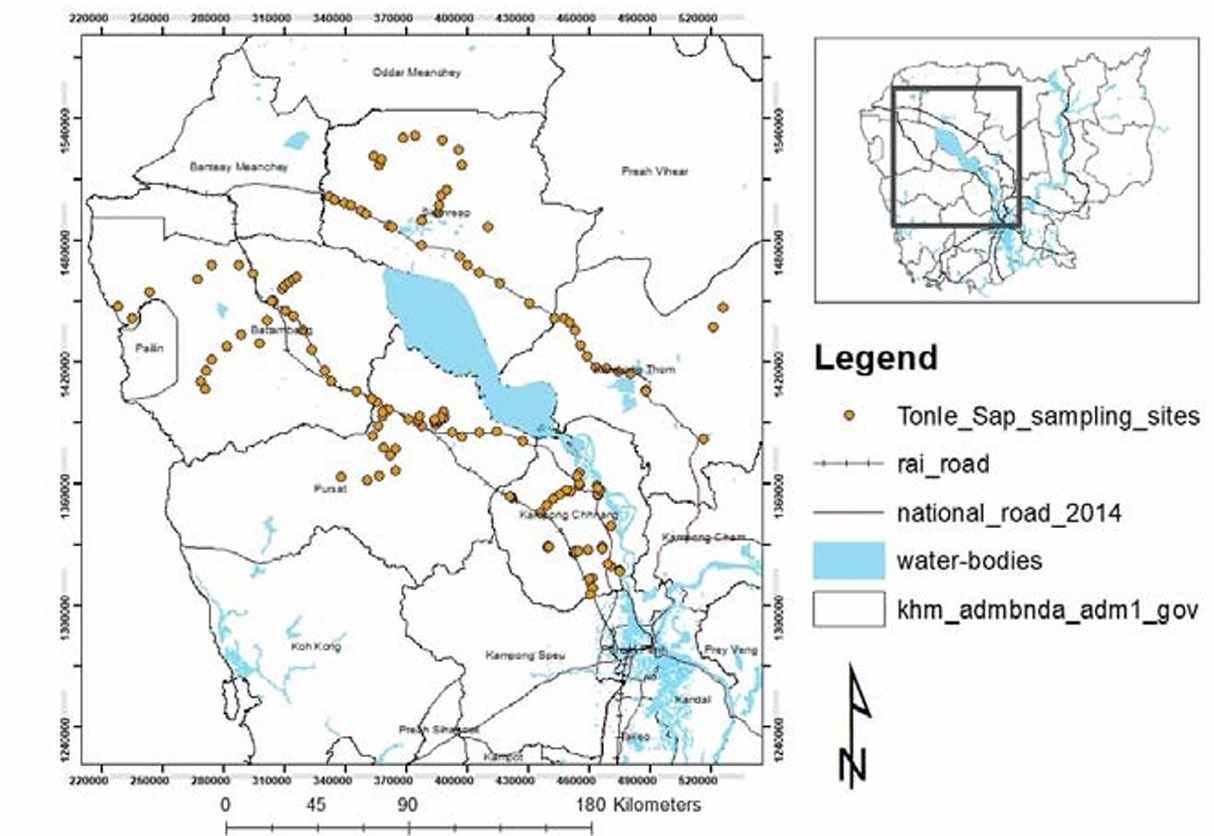 220000 250000 280000 310000 340000 370000 400000 430000 460000 490000 520000
Oddar Meanchey
Banteay Meanchey
Preah Vihear
Siemreap
Battambang
Pailin
Kampong Thom
Pursat
Kampong Chhnang
Kampong Cham
Koh Kong
Kampong Speu
Phnom Penh
Prey Veng
Kandal
Preah Sihanouk
Takeo
Kampot
1540000
1480000
1420000
1360000
1300000
1240000
1540000
1480000
1420000
1360000
1300000
1240000
220000 250000 280000 310000 340000 370000 400000 430000 460000 490000 520000
0 45 90 180 Kilometers
Legend
Tonle_Sap_sampling_sites
rai_road
national_road_2014
water-bodies
khm_admbnda_adm1_gov
N